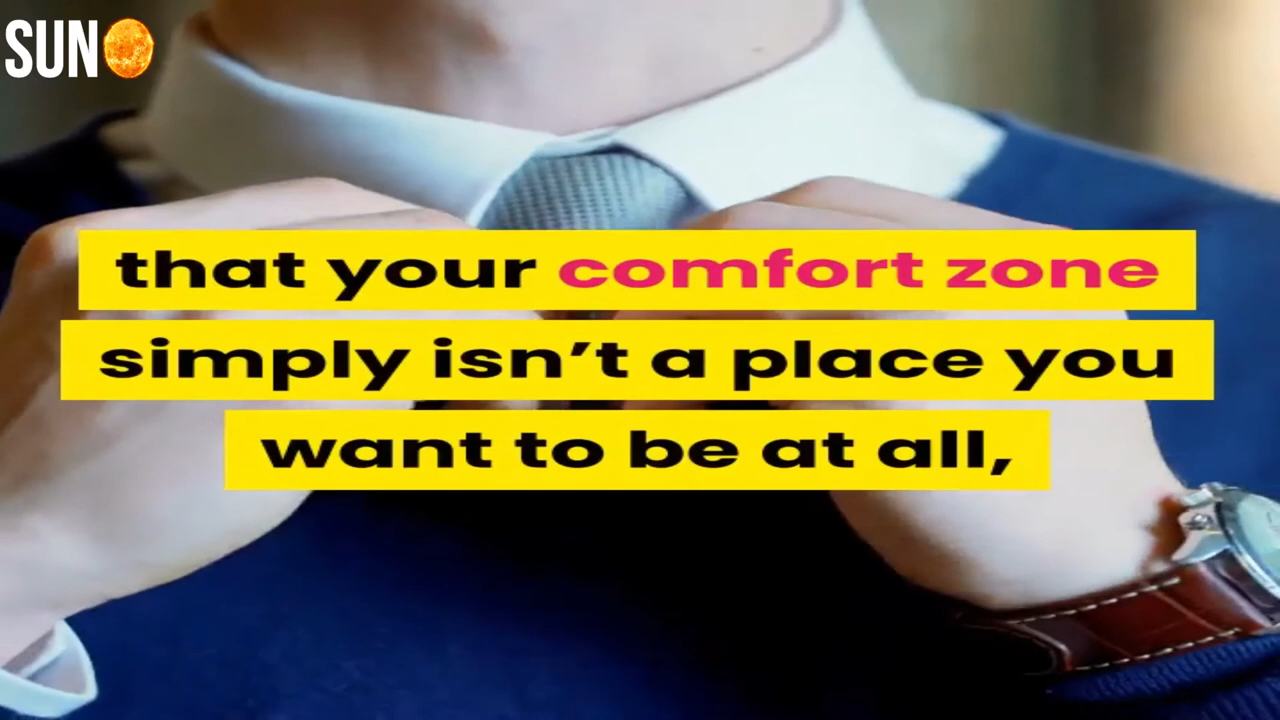 SUN
that your comfort zone
simply isn't a place you
want to be at all,